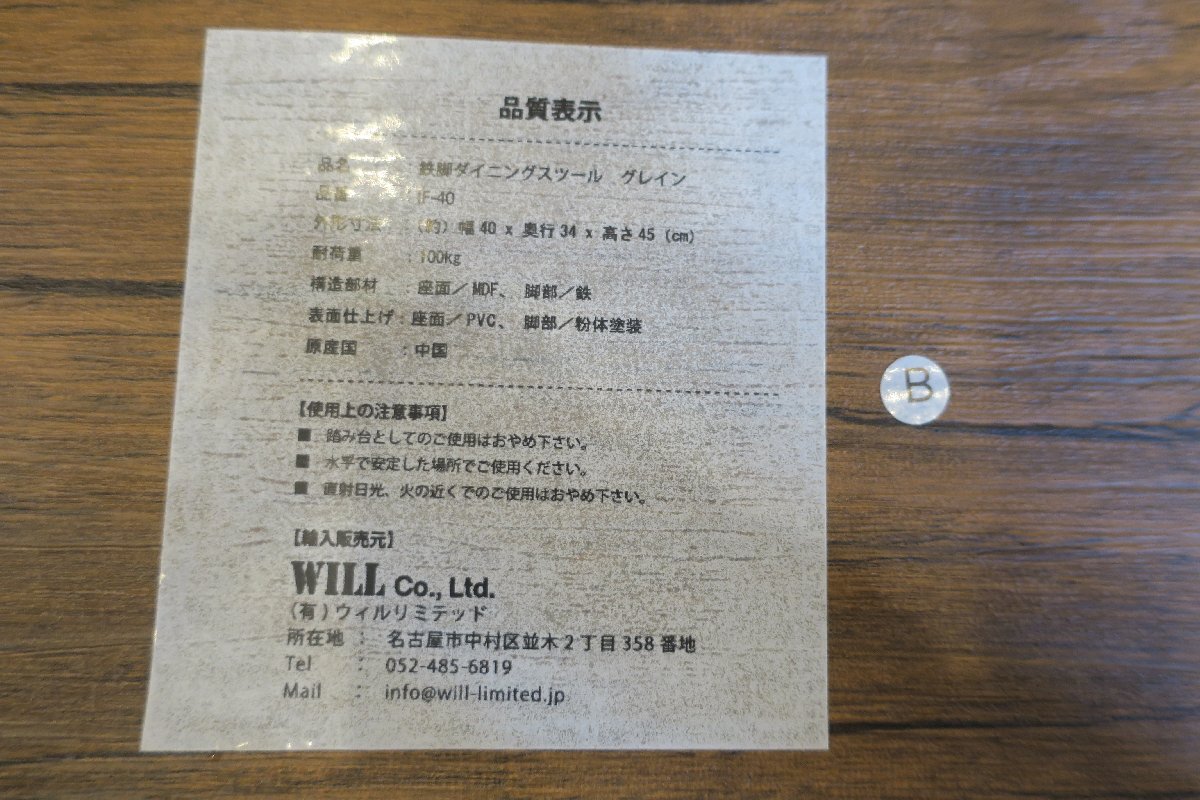 品質表示
品名 : 鉄脚ダイニングスツール グレイン
品番 : IF-40
外形寸法 : (約) 幅40 x 奥行34 x 高さ45 (cm)
耐荷重 : 100kg
構造部材 : 座面／MDF、 脚部／鉄
表面仕上げ : 座面／PVC、 脚部／粉体塗装
原産国 : 中国
【使用上の注意事項】
■ 踏み台としてのご使用はおやめ下さい。
■ 水平で安定した場所でご使用ください。
■ 直射日光、火の近くでのご使用はおやめ下さい。
【輸入販売元】
WILL Co., Ltd.
(有)ウィルリミテッド
所在地 : 名古屋市中村区並木2丁目358番地
Tel : 052-485-6819
Mail : info@will-limited.jp
B